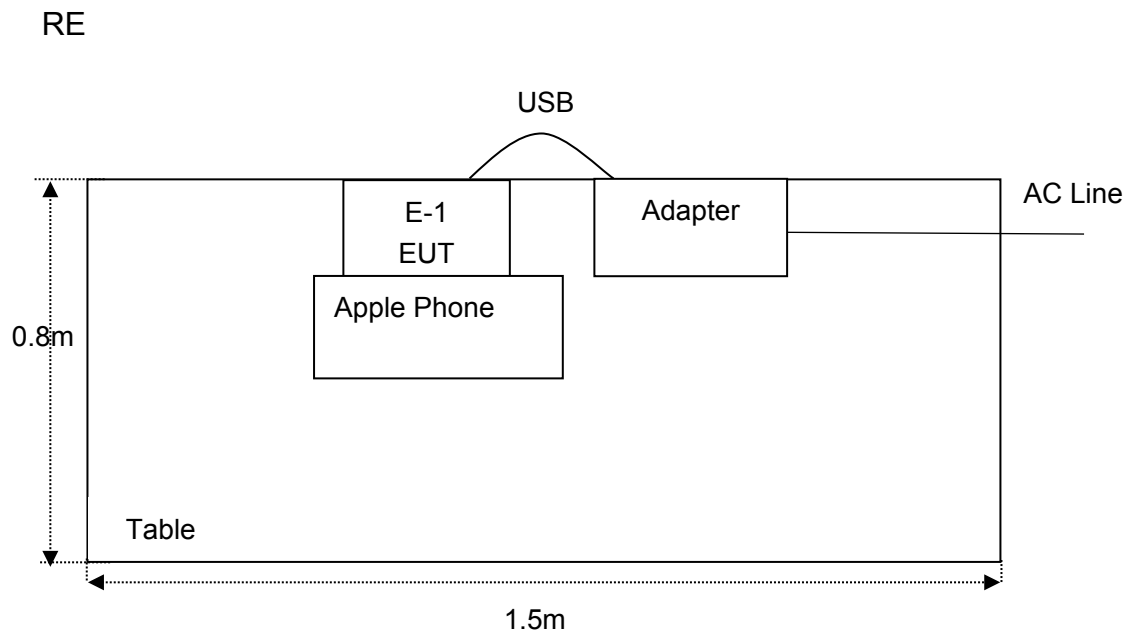 RE
USB
E-1
EUT
Adapter
AC Line
Apple Phone
0.8m
Table
1.5m